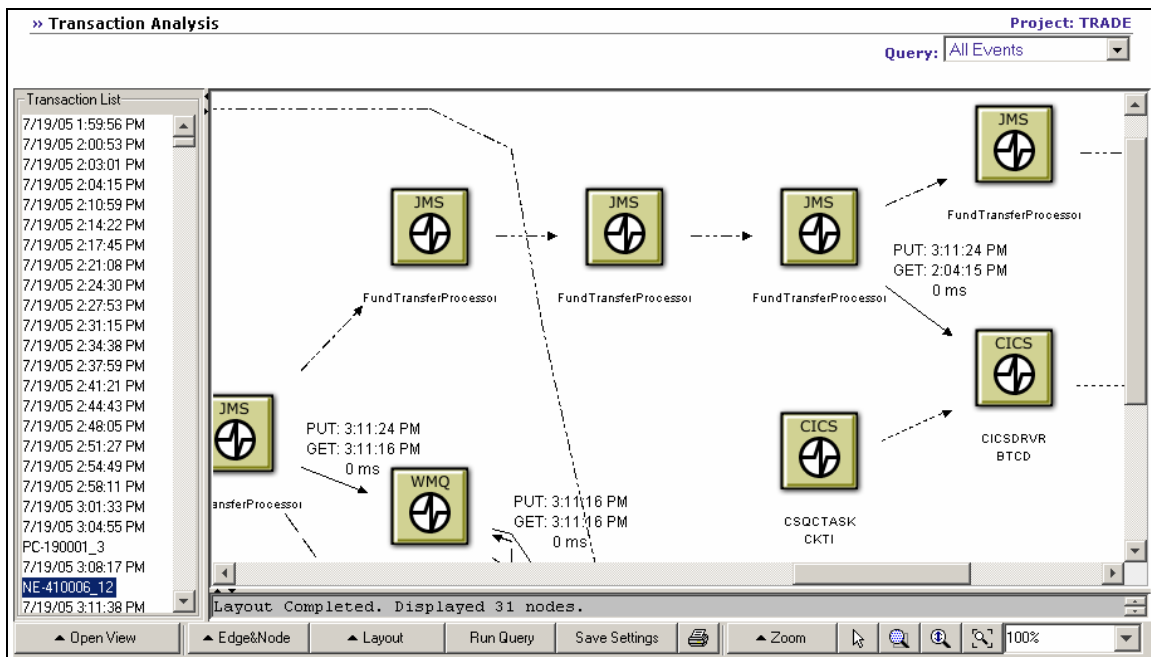 » Transaction Analysis
Project: TRADE
Query: All Events
Transaction List
7/19/05 1:59:56 PM
7/19/05 2:00:53 PM
7/19/05 2:03:01 PM
7/19/05 2:04:15 PM
7/19/05 2:10:59 PM
7/19/05 2:14:22 PM
7/19/05 2:17:45 PM
7/19/05 2:21:08 PM
7/19/05 2:24:30 PM
7/19/05 2:27:53 PM
7/19/05 2:31:15 PM
7/19/05 2:34:38 PM
7/19/05 2:37:59 PM
7/19/05 2:41:21 PM
7/19/05 2:44:43 PM
7/19/05 2:48:05 PM
7/19/05 2:51:27 PM
7/19/05 2:54:49 PM
7/19/05 2:58:11 PM
7/19/05 3:01:33 PM
7/19/05 3:04:55 PM
PC-190001_3
7/19/05 3:08:17 PM
NE-410006_12
7/19/05 3:11:38 PM
JMS
FundTransferProcessor
JMS
FundTransferProcessor
JMS
FundTransferProcessor
JMS
FundTransferProcessor
PUT: 3:11:24 PM
GET: 2:04:15 PM
0 ms
CICS
CICSDRVR
BTCD
JMS
ansferProcessor
PUT: 3:11:24 PM
GET: 3:11:16 PM
0 ms
WMQ
PUT: 3:11:16 PM
GET: 3:11:16 PM
0 ms
CICS
CSQCTASK
CKTI
Layout Completed. Displayed 31 nodes.
Open View
Edge&Node
Layout
Run Query
Save Settings
Zoom
100%